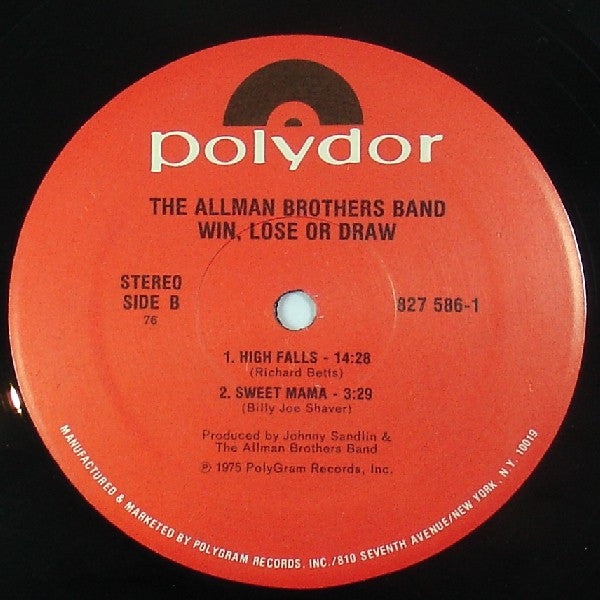 polydor
THE ALLMAN BROTHERS BAND
WIN, LOSE OR DRAW
STEREO
SIDE B
76
827 586-1
1. HIGH FALLS - 14:28
(Richard Betts)
2. SWEET MAMA - 3:29
(Billy Joe Shaver)
Produced by Johnny Sandlin &
The Allman Brothers Band
℗ 1975 PolyGram Records, Inc.
MANUFACTURED & MARKETED BY POLYGRAM RECORDS, INC./810 SEVENTH AVENUE/NEW YORK, N.Y. 10019